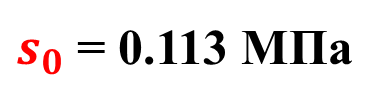 s₀ = 0.113 МПа